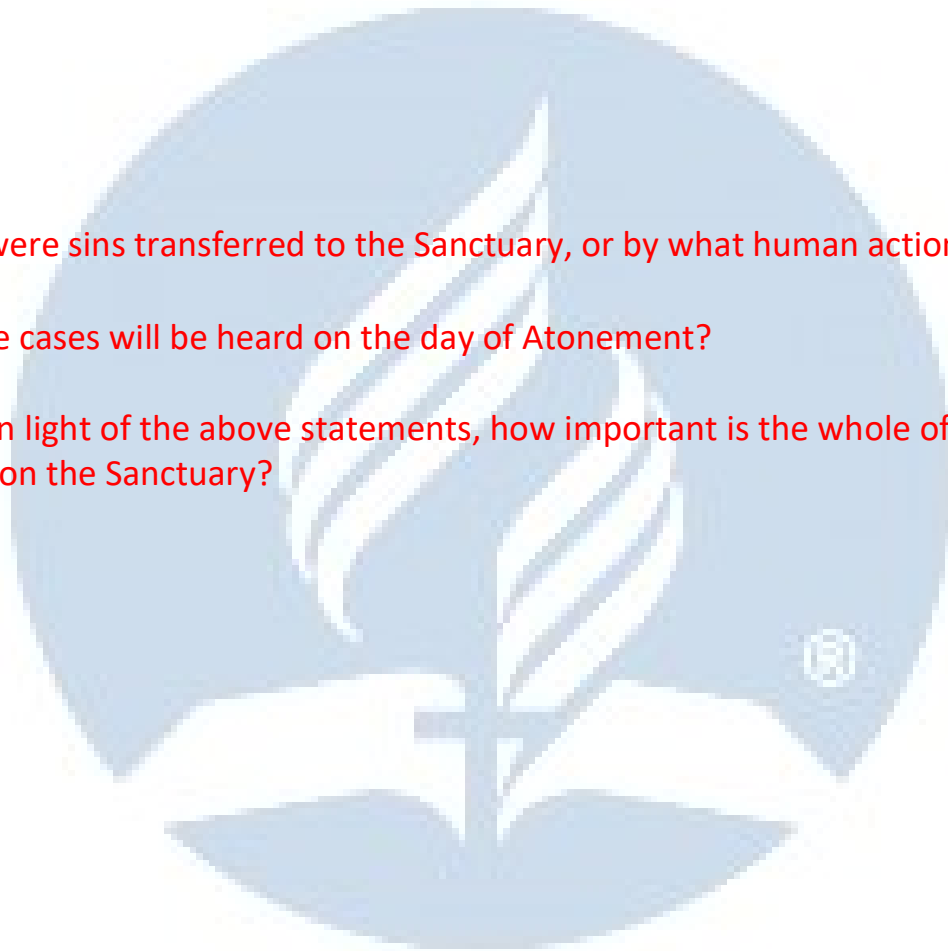 were sins transferred to the Sanctuary, or by what human action
e cases will be heard on the day of Atonement?
n light of the above statements, how important is the whole of
on the Sanctuary?
®